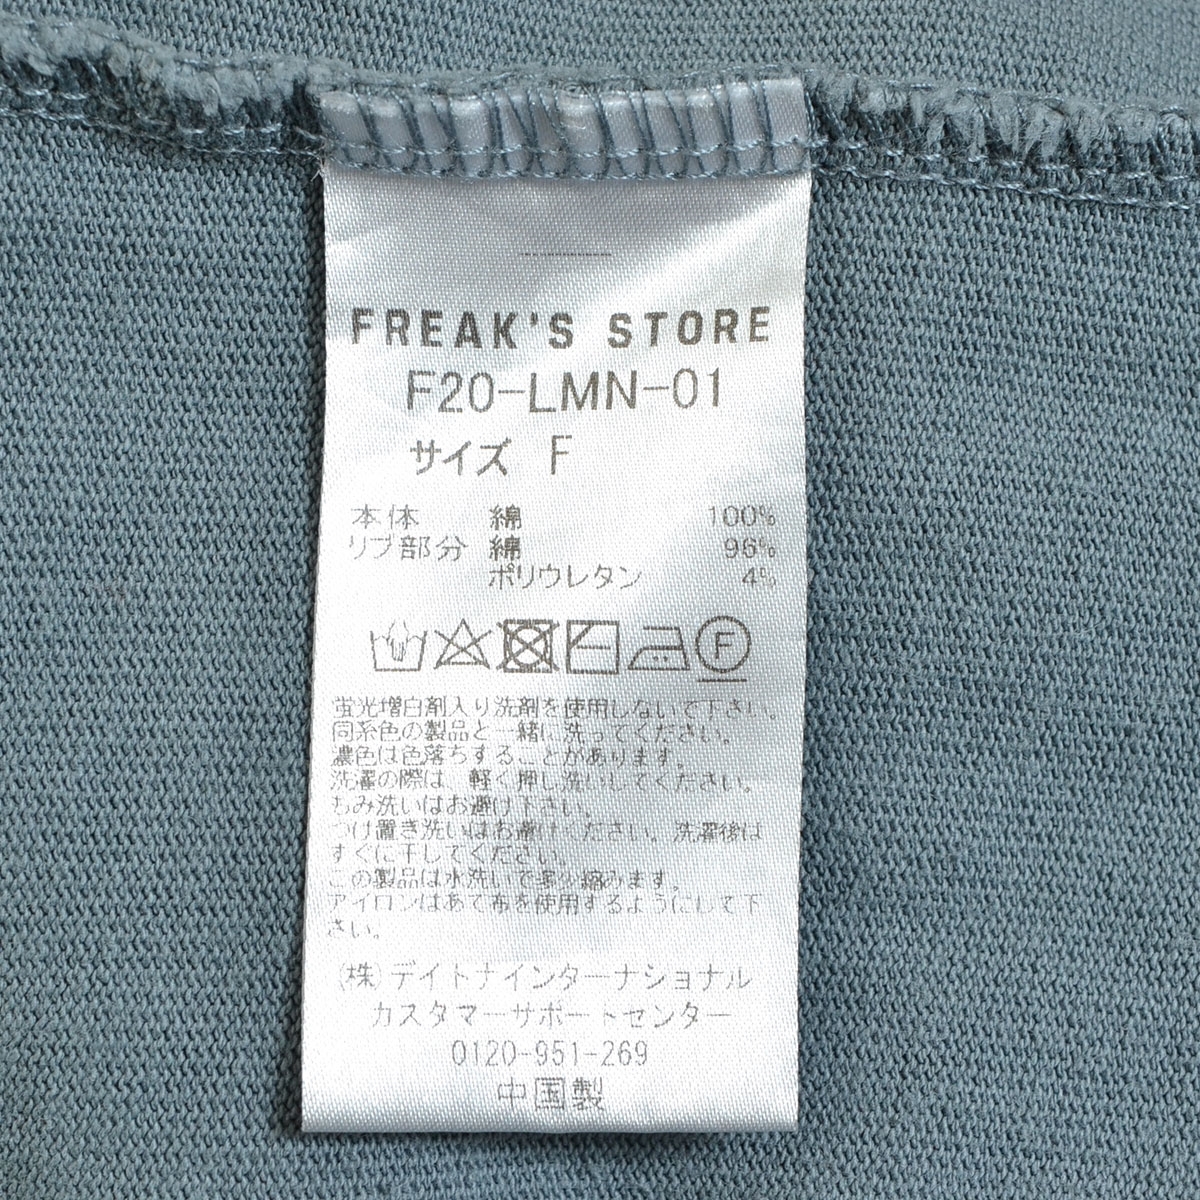 FREAK'S STORE
F20-LMN-01
サイズ F
本体 綿 100%
リブ部分 綿 96%
ポリウレタン 4%
F
蛍光増白剤入り洗剤を使用しないで下さい。
同系色の製品と一緒に洗ってください。
濃色は色落ちすることがあります。
洗濯の際は、軽く押し洗いしてください。
もみ洗いはお避け下さい。
つけ置き洗いはお避けください。洗濯後は
すぐに干してください。
この製品は水洗いで多少縮みます。
アイロンはあて布を使用するようにして下
さい。
(株)デイトナインターナショナル
カスタマーサポートセンター
0120-951-269
中国製